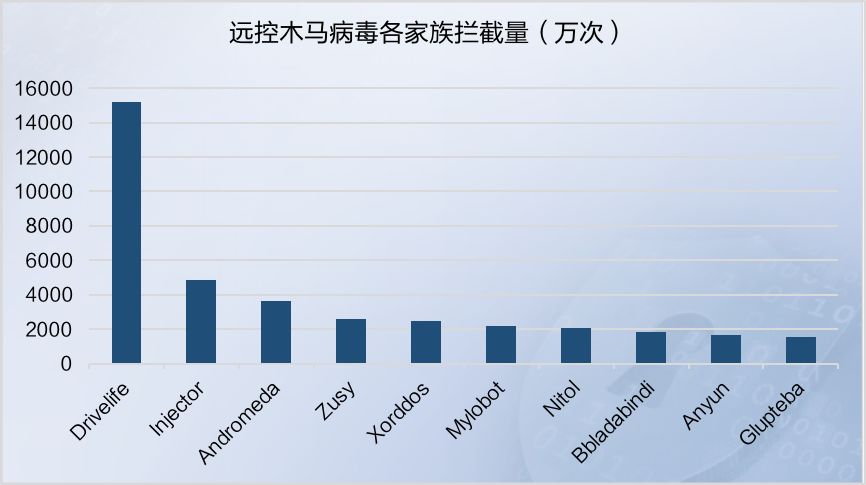 远控木马病毒各家族拦截量（万次）
16000
14000
12000
10000
8000
6000
4000
2000
0
Drivelife
Injector
Andromeda
Zusy
Xorddos
Mylobot
Nitol
Bbladabindi
Anyun
Glupteba